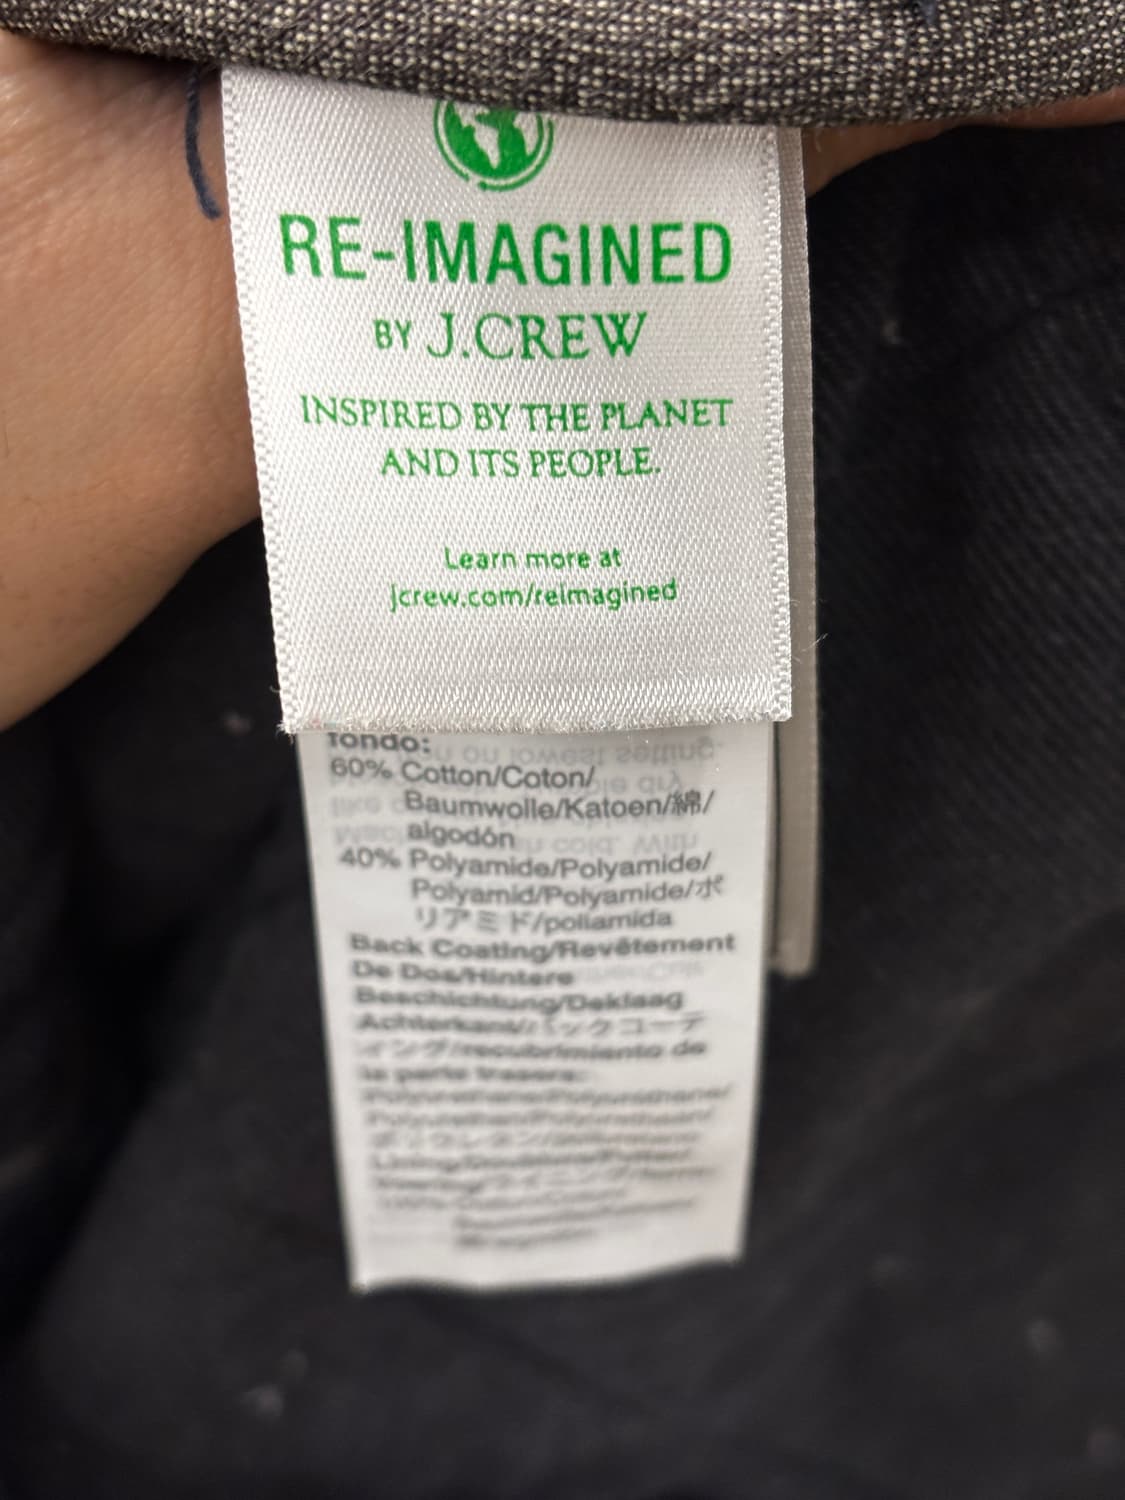 RE-IMAGINED
BY J.CREW
INSPIRED BY THE PLANET
AND ITS PEOPLE.
Learn more at
jcrew.com/reimagined
fondo:
60% Cotton/Coton/
Baumwolle/Katoen/綿/
algodón
40% Polyamide/Polyamide/
Polyamid/Polyamide/ポ
リアミド/poliamida
Back Coating/Revêtement
De Dos/Hintere
Beschichtung/Deklaag
Achterkant/バックコーテ
ィング/recubrimiento de
la parte trasera:
Polyurethane/Polyuréthane/